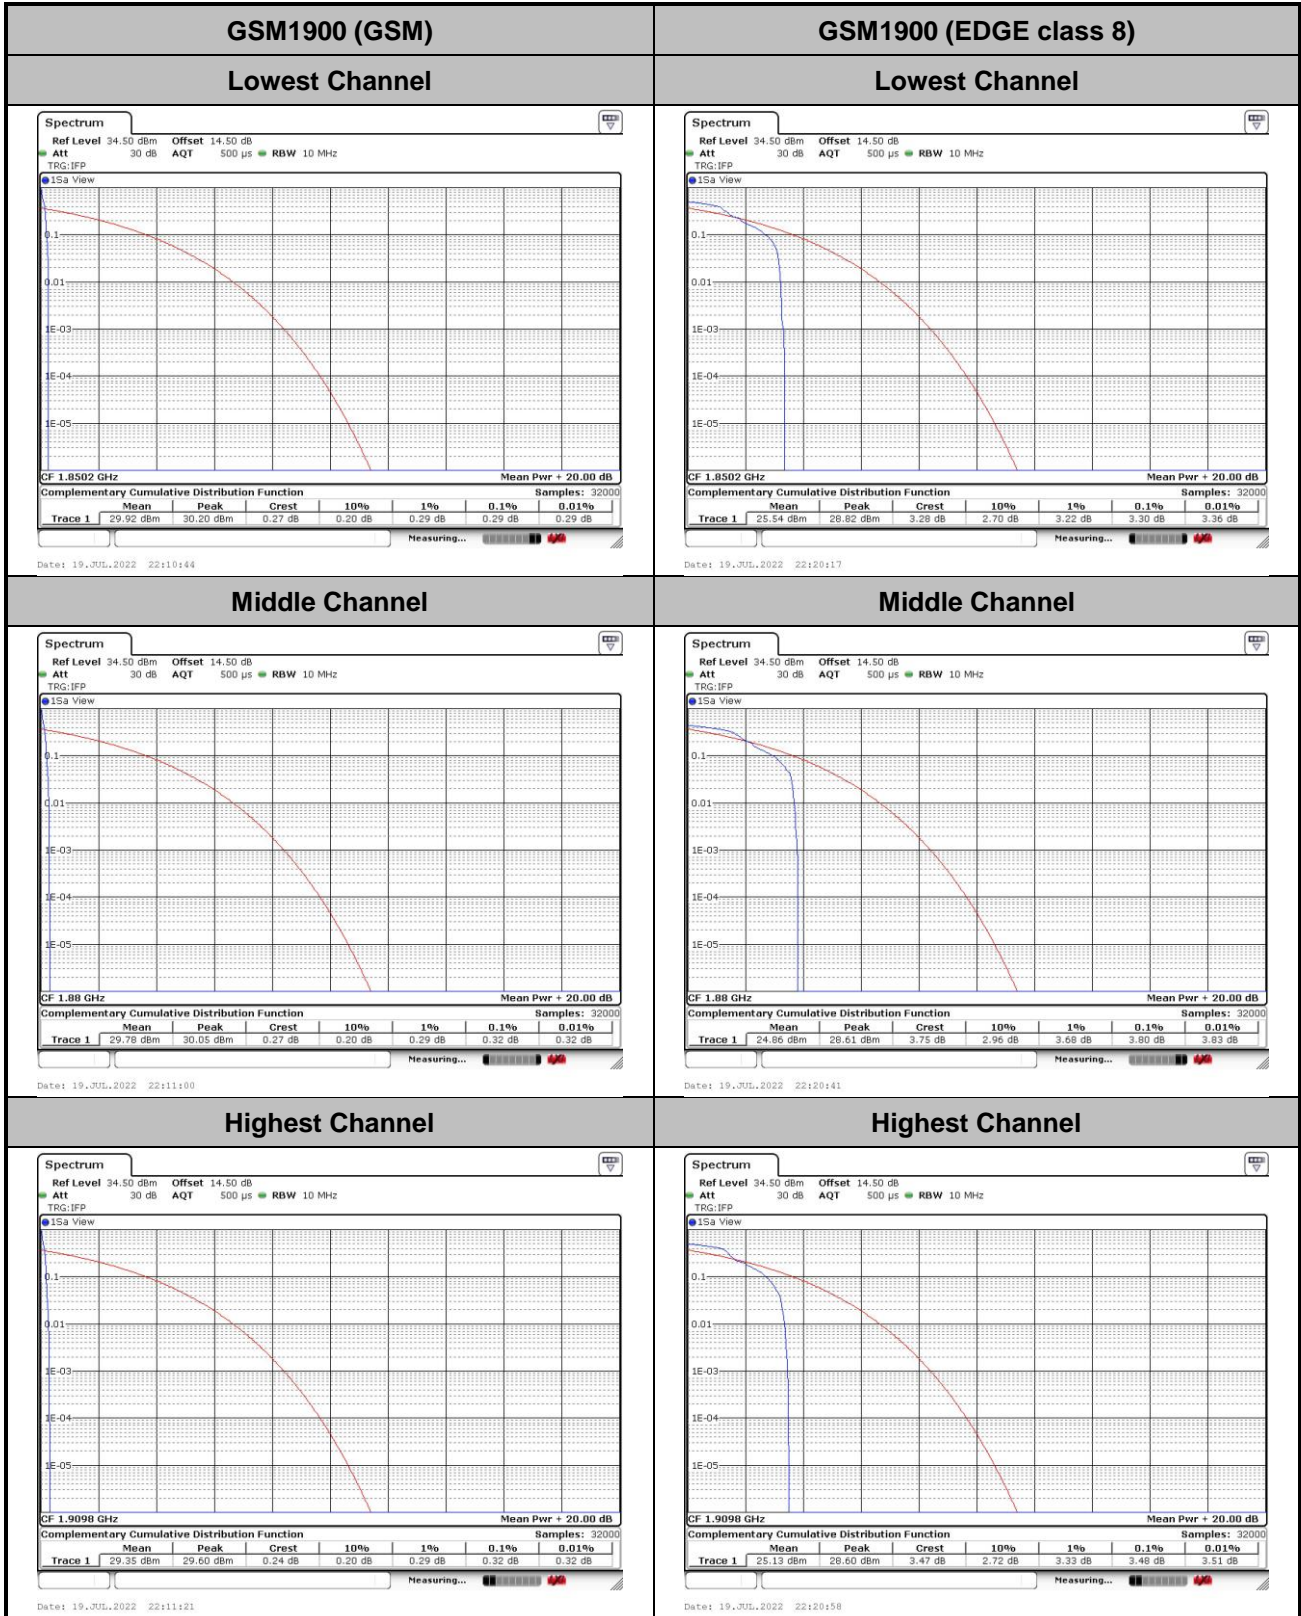 GSM1900 (GSM)
GSM1900 (EDGE class 8)
Lowest Channel
Lowest Channel
Spectrum
Ref Level 34.50 dBm Offset 14.50 dB
Att 30 dB AQT 500 µs RBW 10 MHz
TRG:IFP
1Sa View
0.1
0.01
1E-03
1E-04
1E-05
CF 1.8502 GHz Mean Pwr + 20.00 dB
Complementary Cumulative Distribution Function Samples: 32000
Mean Peak Crest 10% 1% 0.1% 0.01%
Trace 1 29.92 dBm 30.20 dBm 0.27 dB 0.20 dB 0.29 dB 0.29 dB 0.29 dB
Measuring...
Date: 19.JUL.2022 22:10:44
Spectrum
Ref Level 34.50 dBm Offset 14.50 dB
Att 30 dB AQT 500 µs RBW 10 MHz
TRG:IFP
1Sa View
0.1
0.01
1E-03
1E-04
1E-05
CF 1.8502 GHz Mean Pwr + 20.00 dB
Complementary Cumulative Distribution Function Samples: 32000
Mean Peak Crest 10% 1% 0.1% 0.01%
Trace 1 25.54 dBm 28.82 dBm 3.28 dB 2.70 dB 3.22 dB 3.30 dB 3.36 dB
Measuring...
Date: 19.JUL.2022 22:20:17
Middle Channel
Middle Channel
Spectrum
Ref Level 34.50 dBm Offset 14.50 dB
Att 30 dB AQT 500 µs RBW 10 MHz
TRG:IFP
1Sa View
0.1
0.01
1E-03
1E-04
1E-05
CF 1.88 GHz Mean Pwr + 20.00 dB
Complementary Cumulative Distribution Function Samples: 32000
Mean Peak Crest 10% 1% 0.1% 0.01%
Trace 1 29.78 dBm 30.05 dBm 0.27 dB 0.20 dB 0.29 dB 0.32 dB 0.32 dB
Measuring...
Date: 19.JUL.2022 22:11:00
Spectrum
Ref Level 34.50 dBm Offset 14.50 dB
Att 30 dB AQT 500 µs RBW 10 MHz
TRG:IFP
1Sa View
0.1
0.01
1E-03
1E-04
1E-05
CF 1.88 GHz Mean Pwr + 20.00 dB
Complementary Cumulative Distribution Function Samples: 32000
Mean Peak Crest 10% 1% 0.1% 0.01%
Trace 1 24.86 dBm 28.61 dBm 3.75 dB 2.96 dB 3.68 dB 3.80 dB 3.83 dB
Measuring...
Date: 19.JUL.2022 22:20:41
Highest Channel
Highest Channel
Spectrum
Ref Level 34.50 dBm Offset 14.50 dB
Att 30 dB AQT 500 µs RBW 10 MHz
TRG:IFP
1Sa View
0.1
0.01
1E-03
1E-04
1E-05
CF 1.9098 GHz Mean Pwr + 20.00 dB
Complementary Cumulative Distribution Function Samples: 32000
Mean Peak Crest 10% 1% 0.1% 0.01%
Trace 1 29.35 dBm 29.60 dBm 0.24 dB 0.20 dB 0.29 dB 0.32 dB 0.32 dB
Measuring...
Date: 19.JUL.2022 22:11:21
Spectrum
Ref Level 34.50 dBm Offset 14.50 dB
Att 30 dB AQT 500 µs RBW 10 MHz
TRG:IFP
1Sa View
0.1
0.01
1E-03
1E-04
1E-05
CF 1.9098 GHz Mean Pwr + 20.00 dB
Complementary Cumulative Distribution Function Samples: 32000
Mean Peak Crest 10% 1% 0.1% 0.01%
Trace 1 25.13 dBm 28.60 dBm 3.47 dB 2.72 dB 3.33 dB 3.48 dB 3.51 dB
Measuring...
Date: 19.JUL.2022 22:20:58